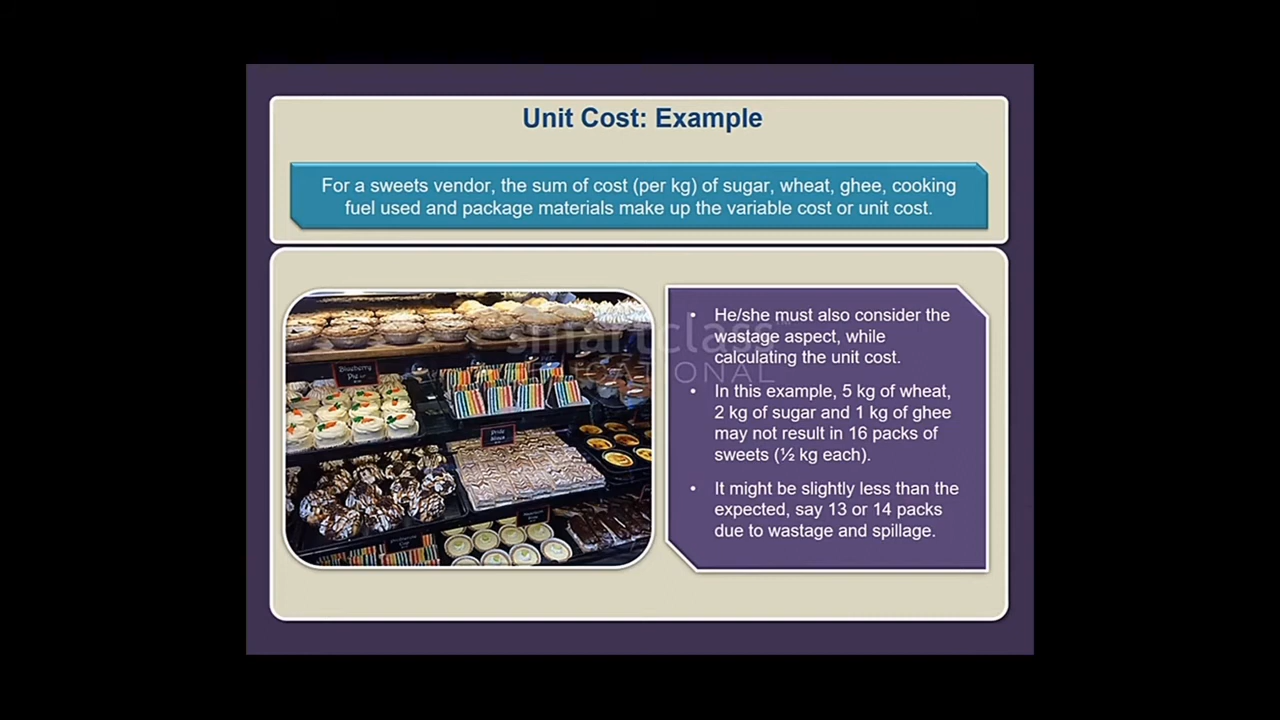 Unit Cost: Example
For a sweets vendor, the sum of cost (per kg) of sugar, wheat, ghee, cooking
fuel used and package materials make up the variable cost or unit cost.
• He/she must also consider the
wastage aspect, while
calculating the unit cost.
• In this example, 5 kg of wheat,
2 kg of sugar and 1 kg of ghee
may not result in 16 packs of
sweets (½ kg each).
• It might be slightly less than the
expected, say 13 or 14 packs
due to wastage and spillage.
smartclass™
EDUCATIONAL
Blueberry
Pie
Pride